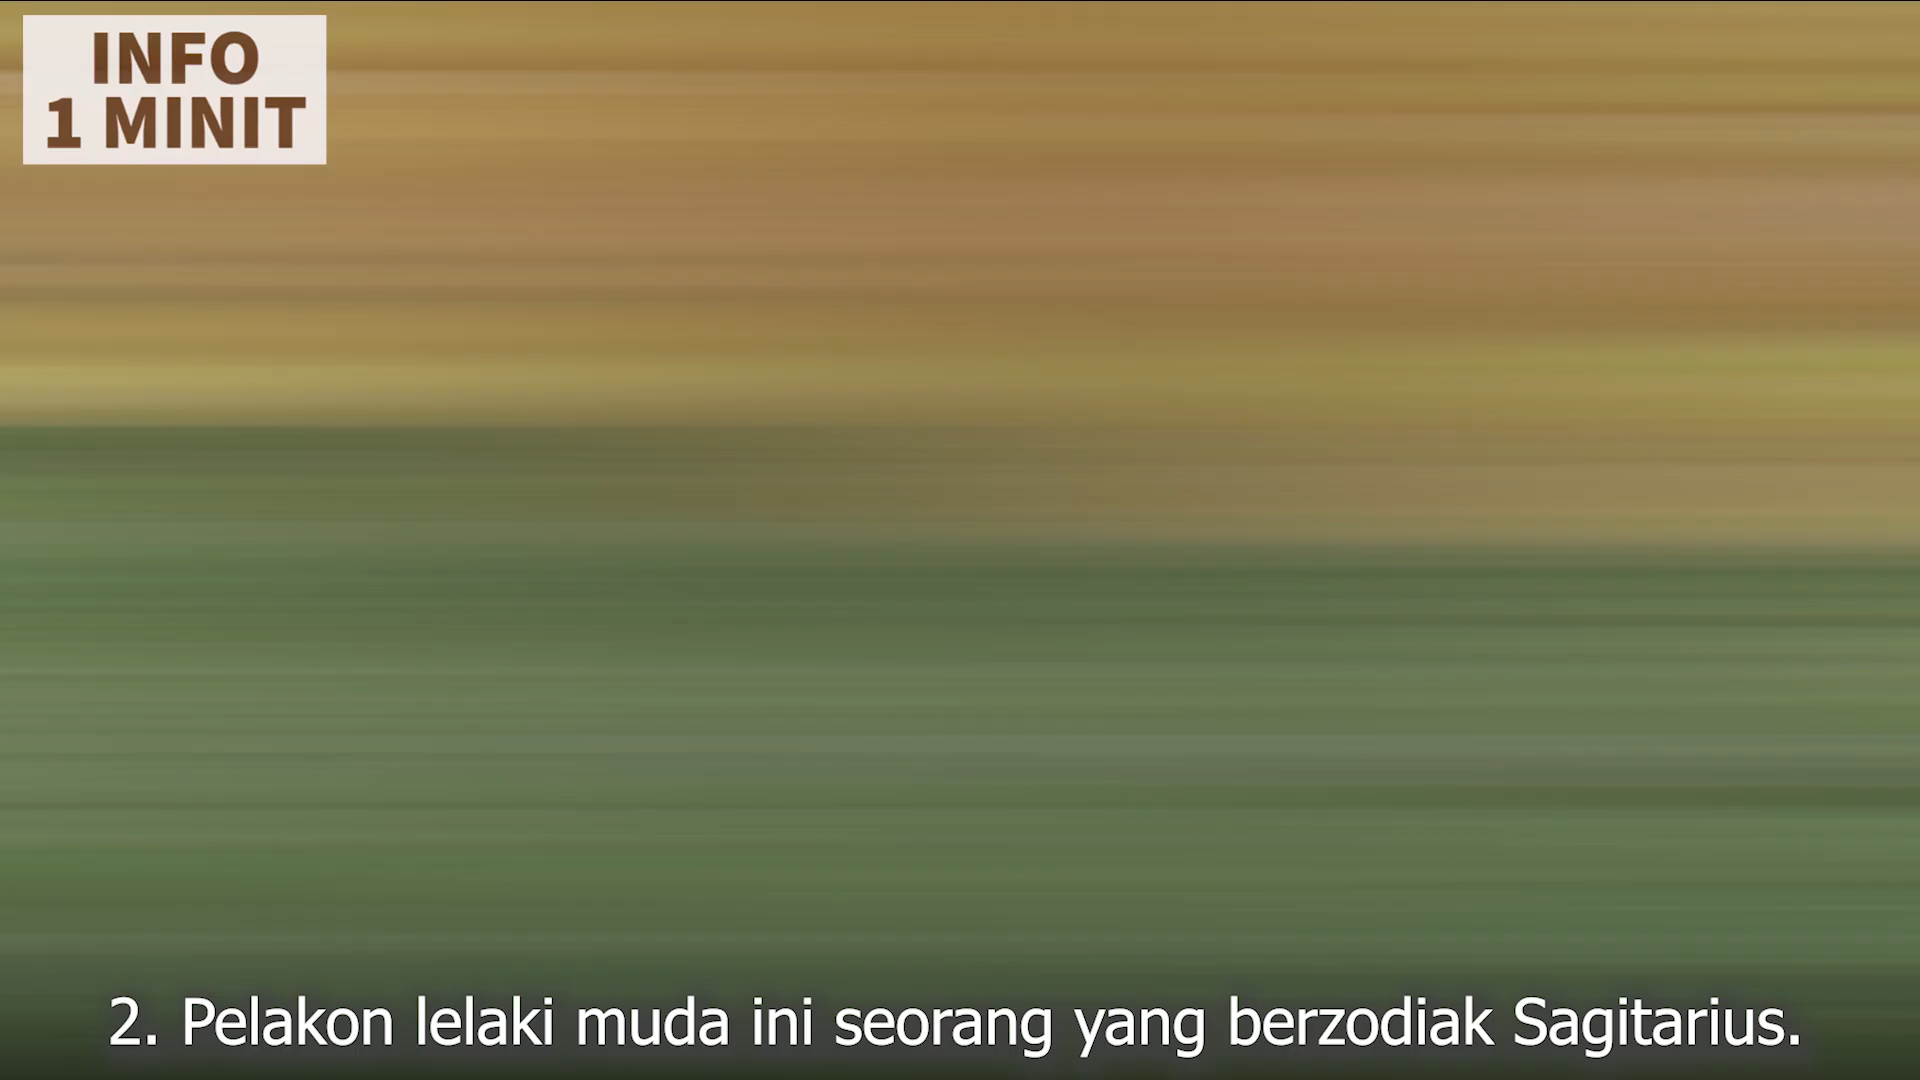 INFO
1 MINIT
2. Pelakon lelaki muda ini seorang yang berzodiak Sagitarius.